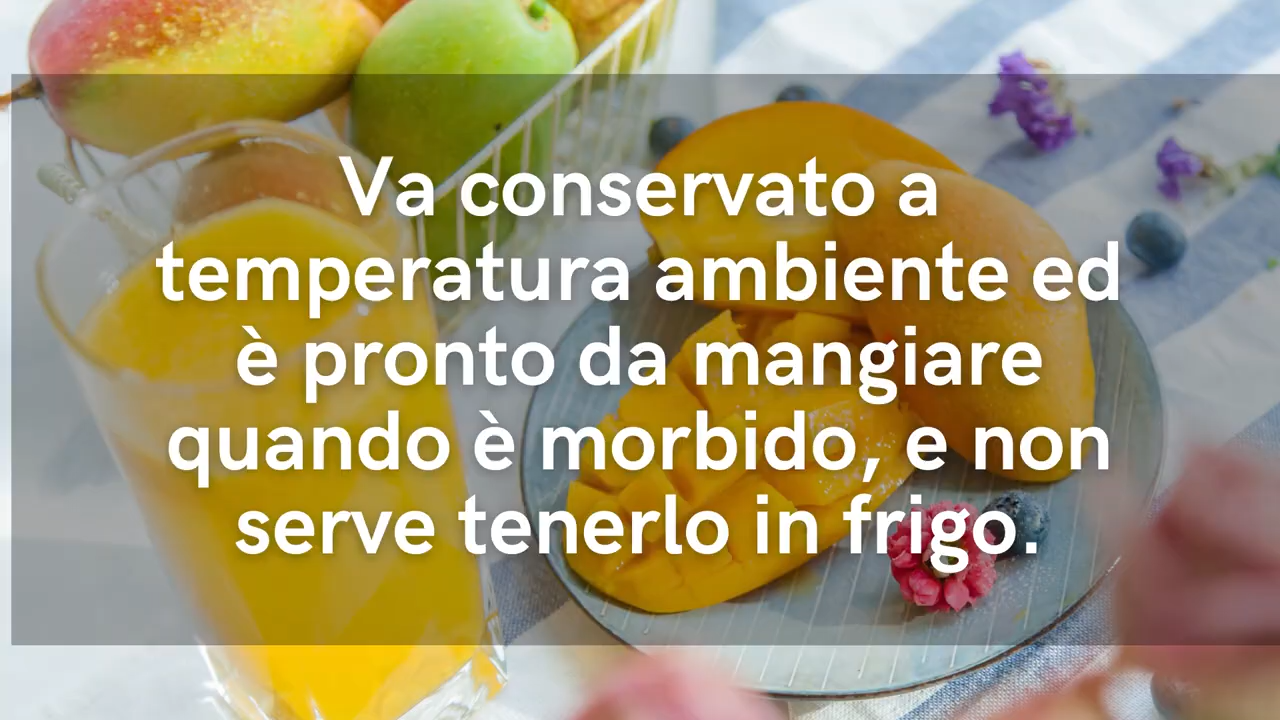 Va conservato a
temperatura ambiente ed
è pronto da mangiare
quando è morbido, e non
serve tenerlo in frigo.